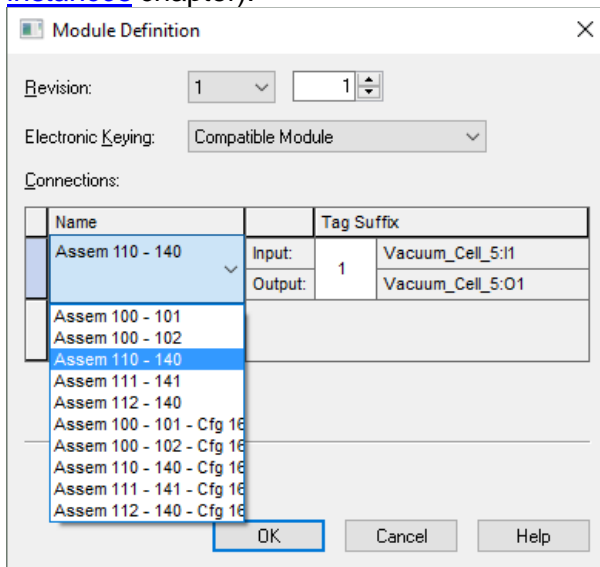 instances chapter).
Module Definition
Revision: 1 1
Electronic Keying: Compatible Module
Connections:
Name Tag Suffix
Assem 110 - 140 Input: 1 Vacuum_Cell_5:I1
Output: Vacuum_Cell_5:O1
Assem 100 - 101
Assem 100 - 102
Assem 110 - 140
Assem 111 - 141
Assem 112 - 140
Assem 100 - 101 - Cfg 16
Assem 100 - 102 - Cfg 16
Assem 110 - 140 - Cfg 16
Assem 111 - 141 - Cfg 16
Assem 112 - 140 - Cfg 16
OK Cancel Help